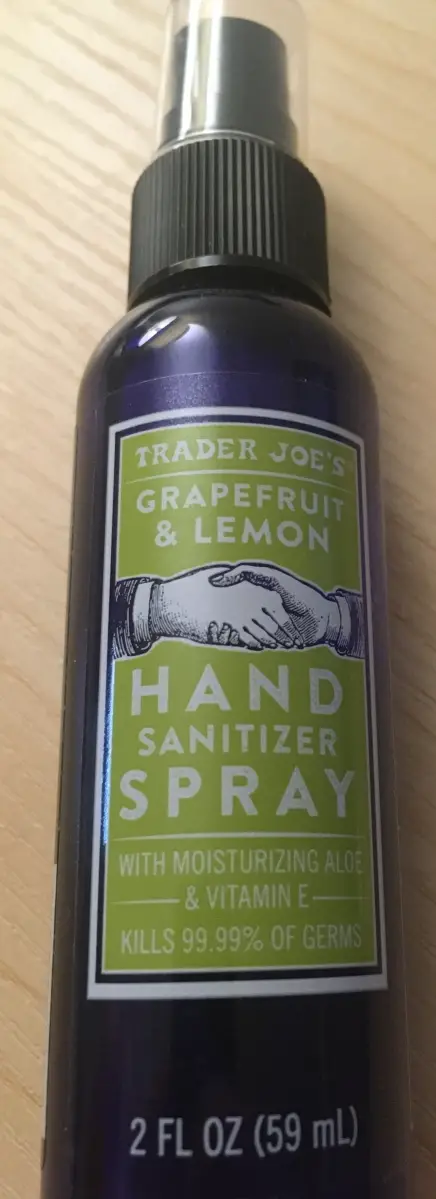 TRADER JOE'S
GRAPEFRUIT
& LEMON
HAND
SANITIZER
SPRAY
WITH MOISTURIZING ALOE
& VITAMIN E
KILLS 99.99% OF GERMS
2 FL OZ (59 mL)